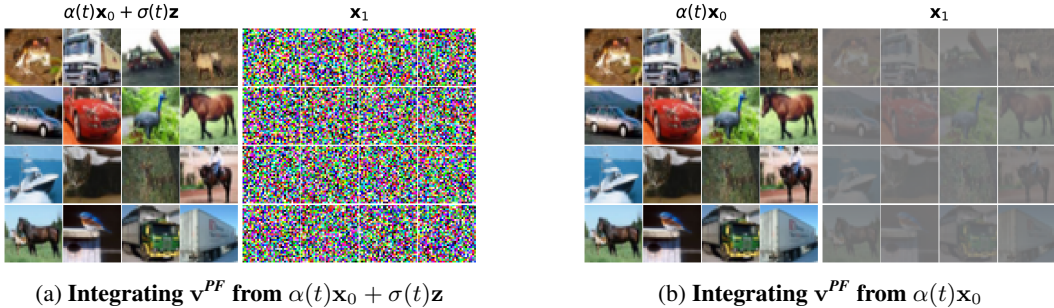 α(t)x₀ + σ(t)z
x₁
α(t)x₀
x₁
(a) Integrating v^PF from α(t)x₀ + σ(t)z
(b) Integrating v^PF from α(t)x₀